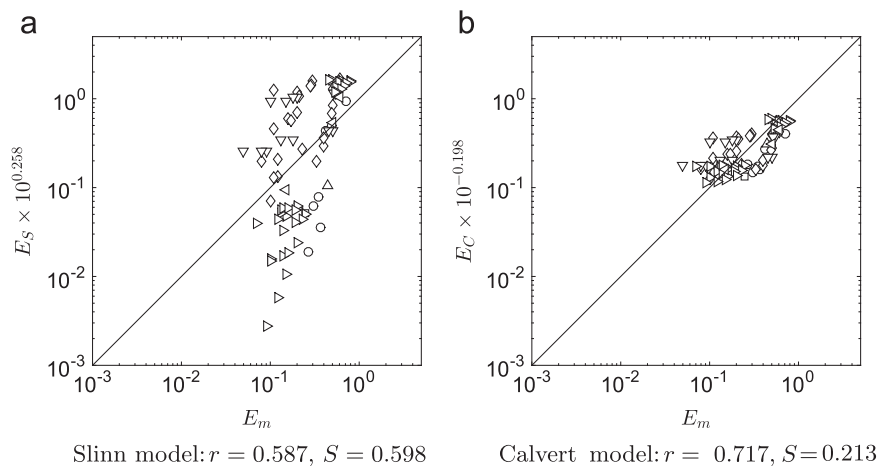 a
E_S × 10^0.258
10^0
10^-1
10^-2
10^-3
10^-3 10^-2 10^-1 10^0
E_m
Slinn model: r = 0.587, S = 0.598
b
E_C × 10^-0.198
10^0
10^-1
10^-2
10^-3
10^-3 10^-2 10^-1 10^0
E_m
Calvert model: r = 0.717, S=0.213